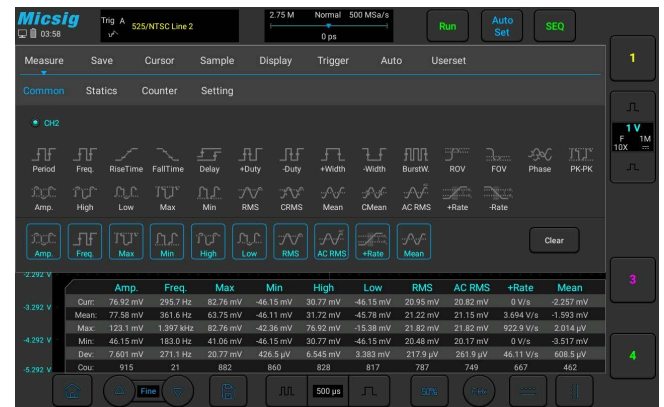 Micsig
Trig A
525/NTSC Line 2
03:58
2.75 M Normal 500 MSa/s
0 ps
Run
Auto Set
SEQ
Measure Save Cursor Sample Display Trigger Auto Userset
Common Statics Counter Setting
CH2
Period Freq. RiseTime FallTime Delay +Duty -Duty +Width -Width BurstW. ROV FOV Phase PK-PK
Amp. High Low Max Min RMS CRMS Mean CMean AC RMS +Rate -Rate
Amp. Freq. Max Min High Low RMS AC RMS +Rate Mean
Clear
1
1 V
F 1M
10X
3
4
-2.292 V
-3.292 V
-4.292 V
-5.292 V
Amp. Freq. Max Min High Low RMS AC RMS +Rate Mean
Curr: 76.92 mV 295.7 Hz 82.76 mV -46.15 mV 30.77 mV -46.15 mV 20.95 mV 20.82 mV 0 V/s -2.257 mV
Mean: 77.58 mV 361.6 Hz 63.75 mV -46.11 mV 31.72 mV -45.78 mV 21.22 mV 21.15 mV 3.694 V/s -1.593 mV
Max: 123.1 mV 1.397 kHz 82.76 mV -42.36 mV 76.92 mV -15.38 mV 21.82 mV 21.82 mV 922.9 V/s 2.014 μV
Min: 46.15 mV 183.0 Hz 41.06 mV -46.15 mV 30.77 mV -46.15 mV 20.48 mV 20.17 mV 0 V/s -3.517 mV
Dev: 7.601 mV 271.1 Hz 20.77 mV 426.5 μV 6.545 mV 3.383 mV 217.9 μV 261.9 μV 46.11 V/s 608.5 μV
Cou: 915 21 882 860 828 817 787 749 667 462
Fine
500 μs
50%